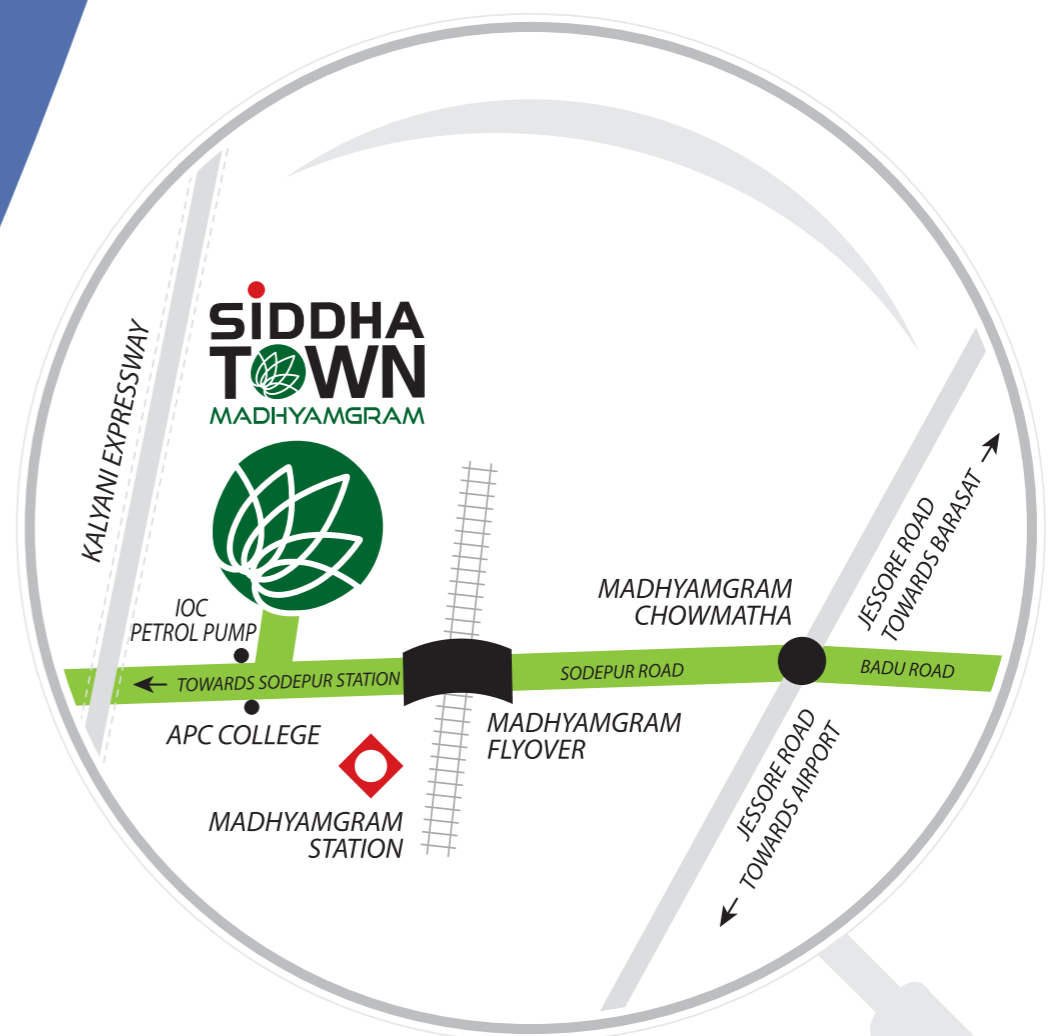 SiDDHA
TOWN
MADHYAMGRAM
KALYANI EXPRESSWAY
IOC
PETROL PUMP
TOWARDS SODEPUR STATION
APC COLLEGE
MADHYAMGRAM
STATION
MADHYAMGRAM
FLYOVER
SODEPUR ROAD
MADHYAMGRAM
CHOWMATHA
BADU ROAD
JESSORE ROAD
TOWARDS BARASAT
JESSORE ROAD
TOWARDS AIRPORT